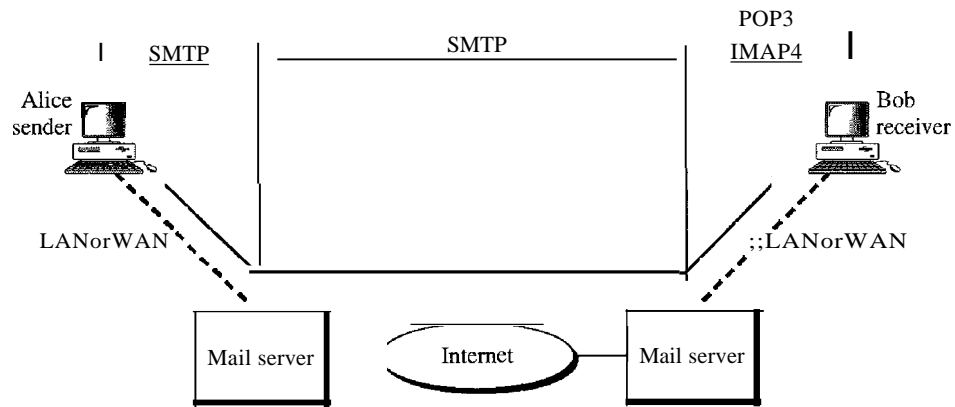 POP3
SMTP
SMTP
IMAP4
Alice
sender
Bob
receiver
LANorWAN
;;LANorWAN
Mail server
Internet
Mail server